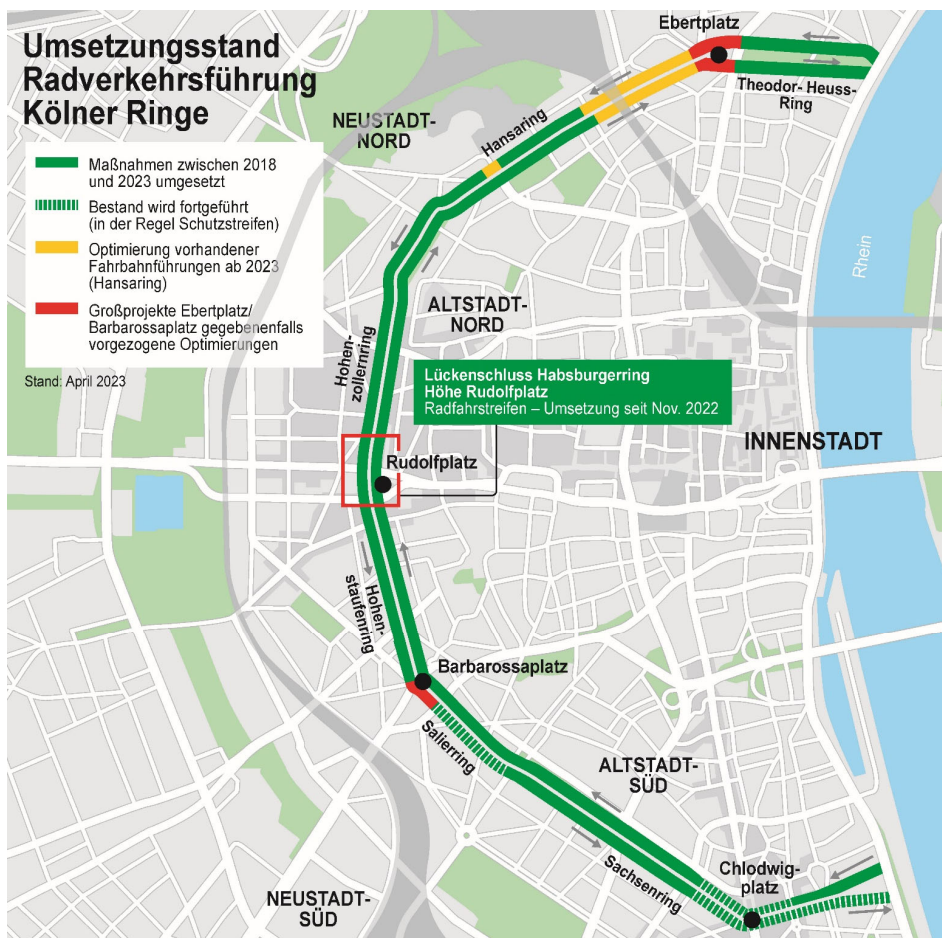 Umsetzungsstand
Radverkehrsführung
Kölner Ringe
Maßnahmen zwischen 2018
und 2023 umgesetzt
Bestand wird fortgeführt
(in der Regel Schutzstreifen)
Optimierung vorhandener
Fahrbahnführungen ab 2023
(Hansaring)
Großprojekte Ebertplatz/
Barbarossaplatz gegebenenfalls
vorgezogene Optimierungen
Stand: April 2023
Ebertplatz
Theodor- Heuss-
Ring
NEUSTADT-
NORD
Hansaring
Rhein
ALTSTADT-
NORD
Hohen-
zollernring
Lückenschluss Habsburgerring
Höhe Rudolfplatz
Radfahrstreifen – Umsetzung seit Nov. 2022
INNENSTADT
Rudolfplatz
Hohen-
staufenring
Barbarossaplatz
Salierring
ALTSTADT-
SÜD
Sachsenring
Chlodwig-
platz
NEUSTADT-
SÜD